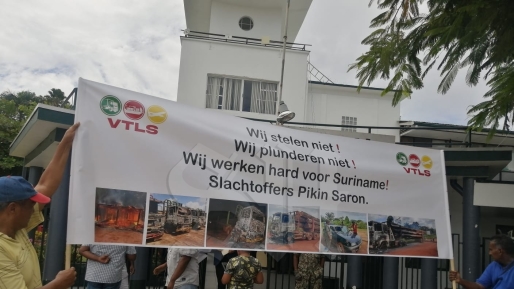 VTLS
Wij stelen niet!
Wij plunderen niet!
Wij werken hard voor Suriname!
Slachtoffers Pikin Saron.
VTLS